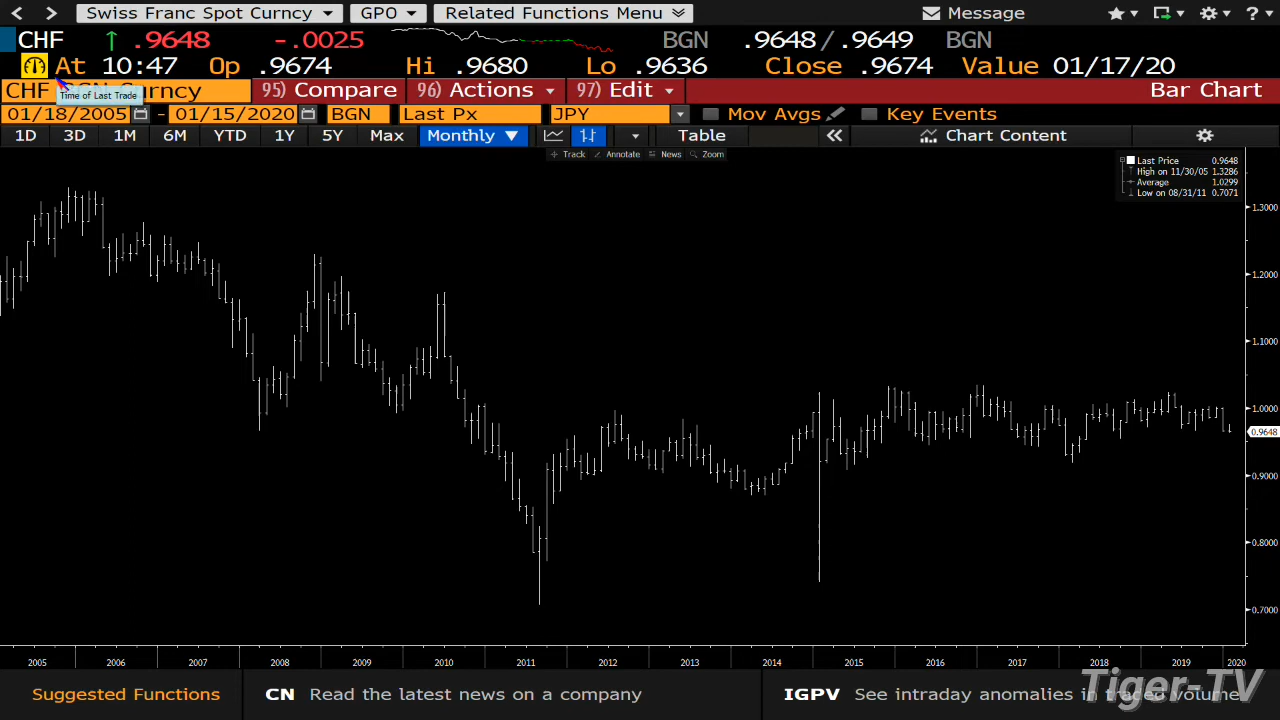 Swiss Franc Spot Curncy GPO Related Functions Menu Message
CHF .9648 -.0025 BGN .9648/.9649 BGN
At 10:47 Op .9674 Hi .9680 Lo .9636 Close .9674 Value 01/17/20
CHF Curncy 95) Compare 96) Actions 97) Edit Bar Chart
Time of Last Trade
01/18/2005 - 01/15/2020 BGN Last Px JPY Mov Avgs Key Events
1D 3D 1M 6M YTD 1Y 5Y Max Monthly Table Chart Content
Track Annotate News Zoom
Last Price 0.9648
High on 11/30/05 1.3286
Average 1.0299
Low on 08/31/11 0.7071
1.3000
1.2000
1.1000
1.0000
0.9648
0.9000
0.8000
0.7000
2005 2006 2007 2008 2009 2010 2011 2012 2013 2014 2015 2016 2017 2018 2019 2020
Suggested Functions CN Read the latest news on a company IGPV See intraday anomalies in traded volume
Tiger-TV